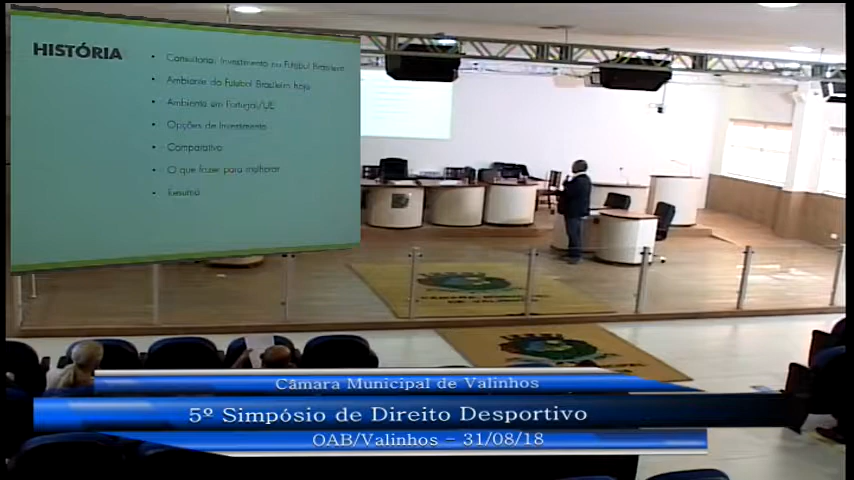 HISTÓRIA
• Consultoria: Investimento no Futebol Brasileiro
• Ambiente do Futebol Brasileiro hoje
• Ambiente em Portugal/UE
• Opções de Investimento
• Comparativo
• O que fazer para melhorar
• Resumo
Câmara Municipal de Valinhos
5º Simpósio de Direito Desportivo
OAB/Valinhos - 31/08/18